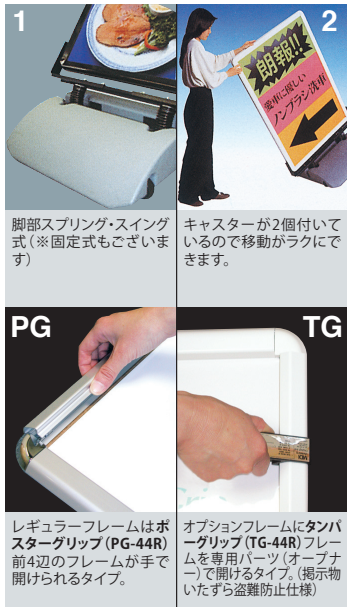 1
脚部スプリング・スイング
式(※固定式もございま
す)
2
朗報!!
愛車に優しい
ノンブラシ洗車
キャスターが2個付いて
いるので移動がラクにで
きます。
PG
レギュラーフレームはポ
スターグリップ(PG-44R)
前4辺のフレームが手で
開けられるタイプ。
TG
オプションフレームにタンパ
ーグリップ(TG-44R)フレー
ムを専用パーツ(オープナ
ー)で開けるタイプ。(掲示物
いたずら盗難防止仕様)